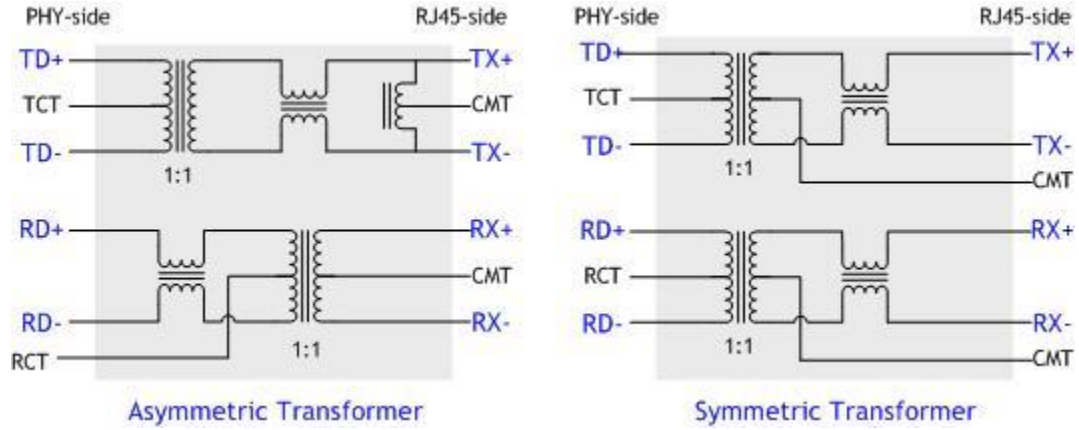 PHY-side RJ45-side
TD+ TX+
TCT CMT
TD- TX-
1:1
RD+ RX+
CMT
RD- RX-
RCT 1:1
Asymmetric Transformer
PHY-side RJ45-side
TD+ TX+
TCT
TD- TX-
1:1
CMT
RD+ RX+
RCT
RD- RX-
1:1
CMT
Symmetric Transformer